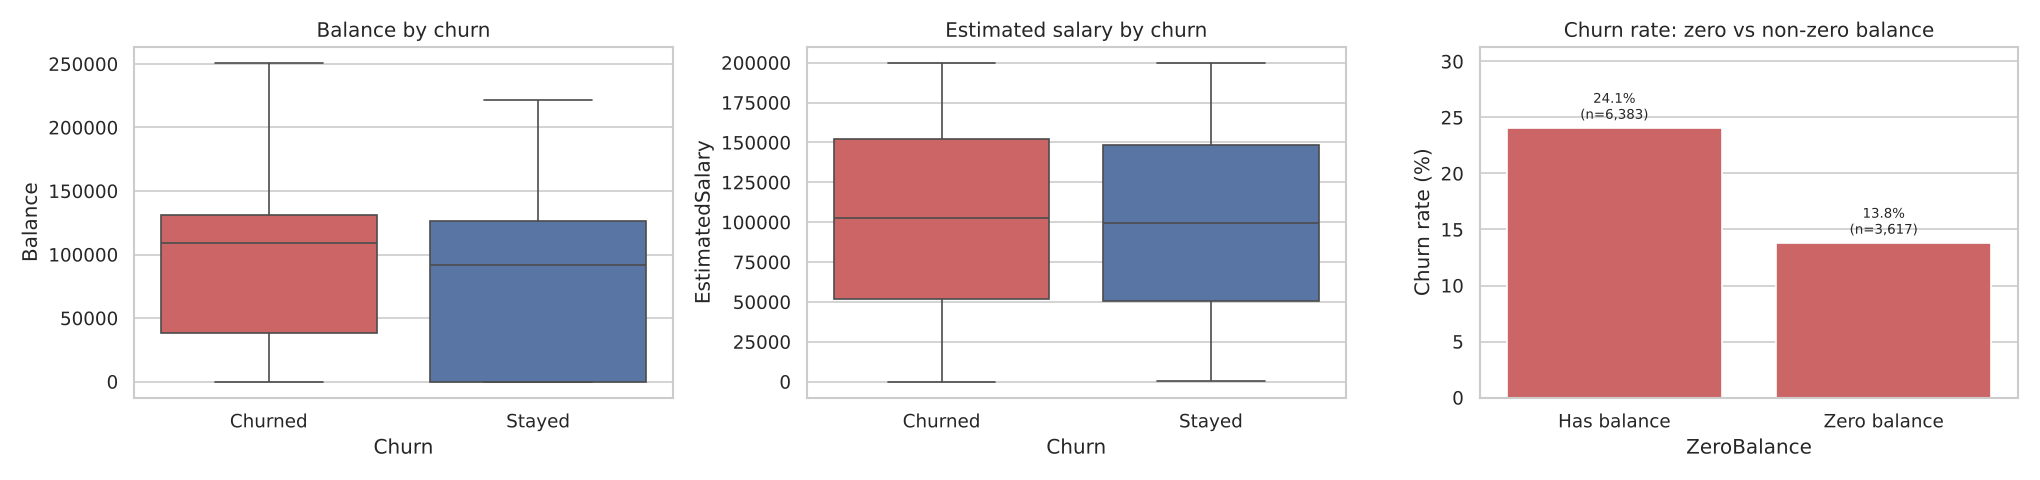 Balance by churn
250000
200000
150000
100000
50000
0
Balance
Churned
Stayed
Churn
Estimated salary by churn
200000
175000
150000
125000
100000
75000
50000
25000
0
EstimatedSalary
Churned
Stayed
Churn
Churn rate: zero vs non-zero balance
30
25
20
15
10
5
0
Churn rate (%)
24.1%
(n=6,383)
13.8%
(n=3,617)
Has balance
Zero balance
ZeroBalance